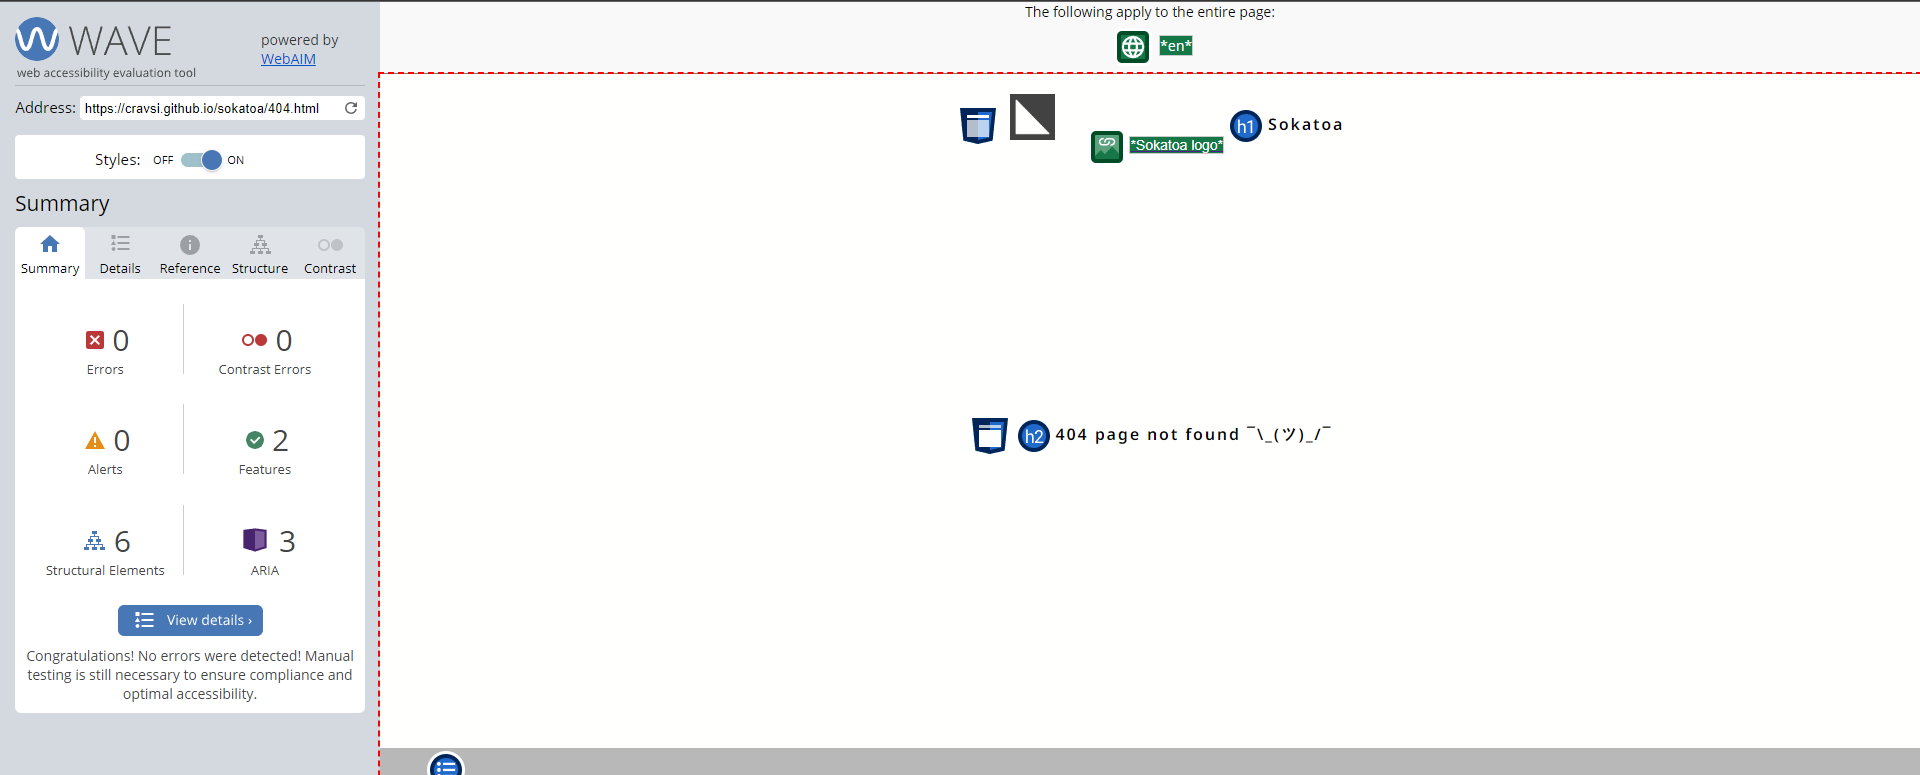 WAVE
powered by
WebAIM
web accessibility evaluation tool
Address: https://cravsi.github.io/sokatoa/404.html
Styles: OFF ON
Summary
Summary Details Reference Structure Contrast
0 0
Errors Contrast Errors
0 2
Alerts Features
6 3
Structural Elements ARIA
View details ›
Congratulations! No errors were detected! Manual
testing is still necessary to ensure compliance and
optimal accessibility.
The following apply to the entire page:
*en*
*Sokatoa logo* h1 Sokatoa
h2 404 page not found ¯\_(ツ)_/¯